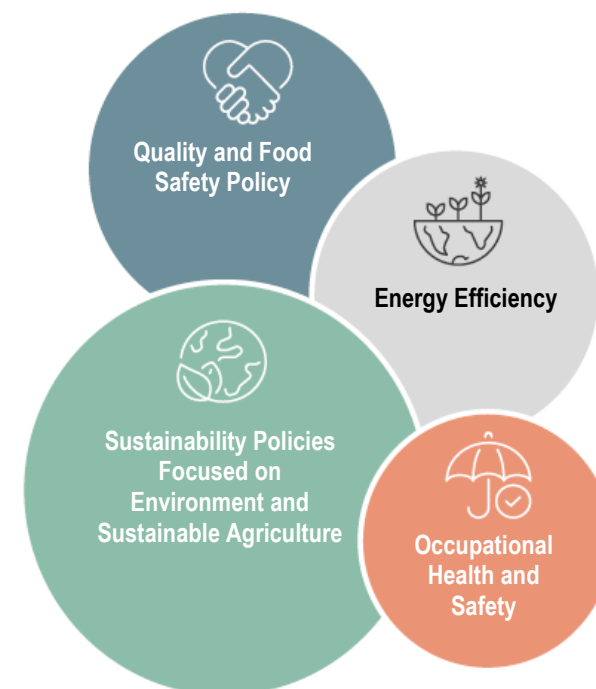 Quality and Food
Safety Policy
Energy Efficiency
Sustainability Policies
Focused on
Environment and
Sustainable Agriculture
Occupational
Health and
Safety